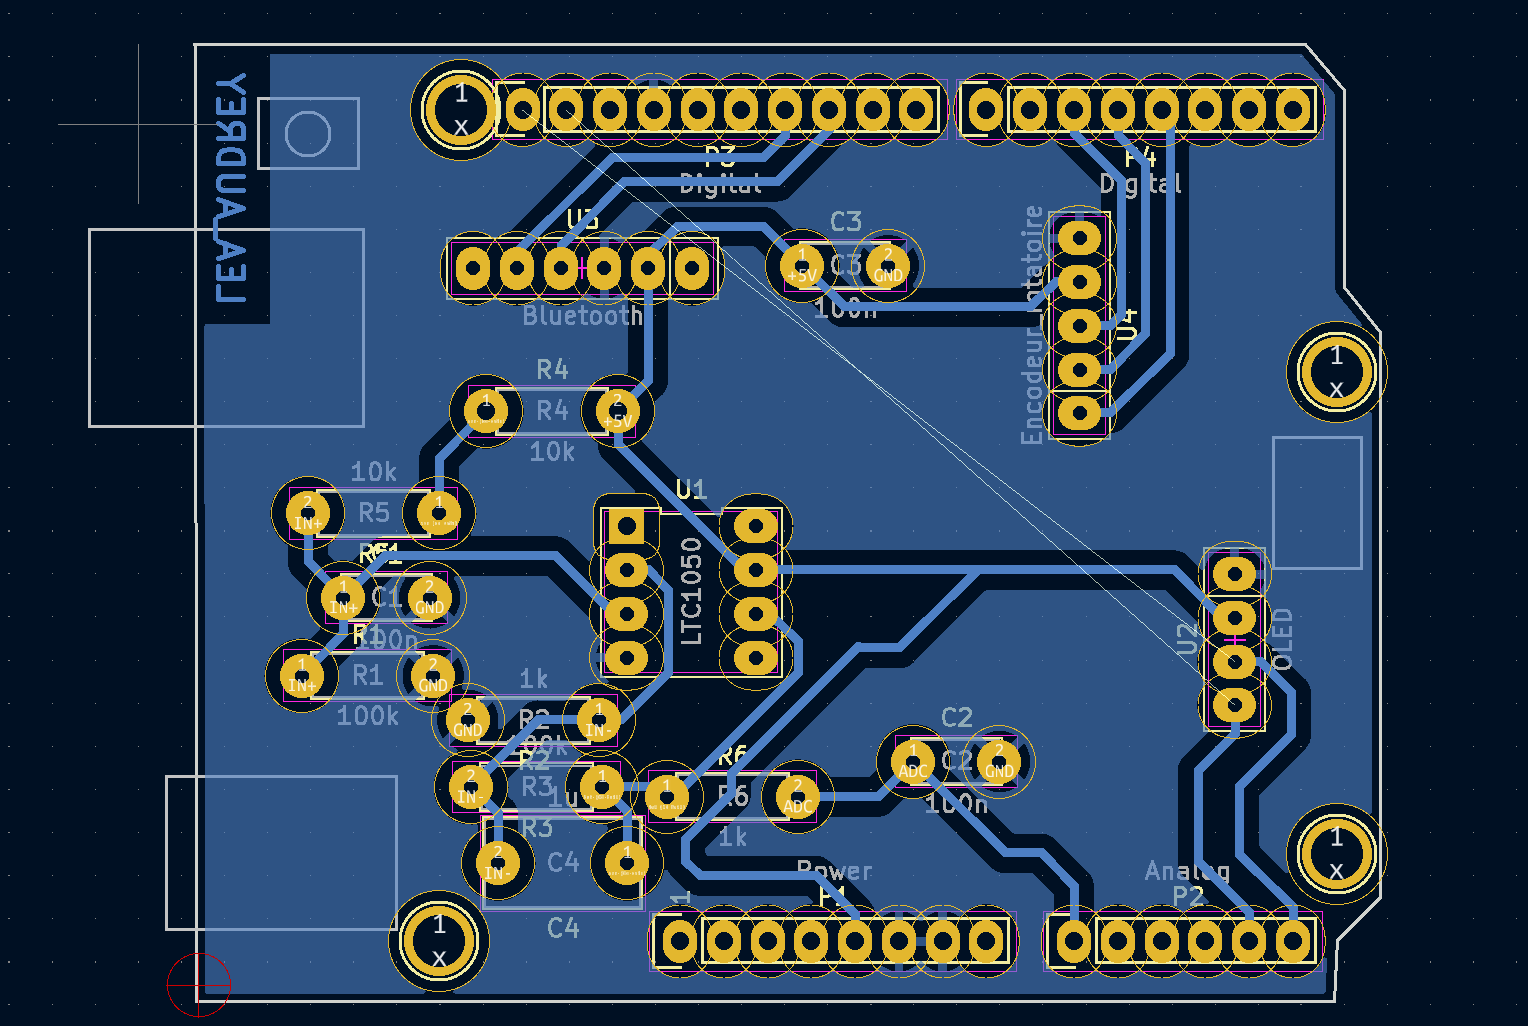 LEA_AUDREY
1
x
P3
Digital
P4
Digital
U3
Bluetooth
C3
1
+5V
C3
2
GND
100n
Encodeur rotatoire
U4
1
x
R4
1
R4
2
+5V
10k
10k
2
IN+
R5
1
U1
LTC1050
1
IN+
C1
2
GND
100n
R1
1
IN+
R1
2
GND
100k
1k
2
GND
R2
1
IN-
100k
R2
2
IN-
R3
1
1u
R3
R6
1
R6
2
ADC
1k
C2
1
ADC
C2
2
GND
100n
U2
OLED
2
IN-
C4
1
C4
1
x
1
x
1
Power
P1
Analog
P2